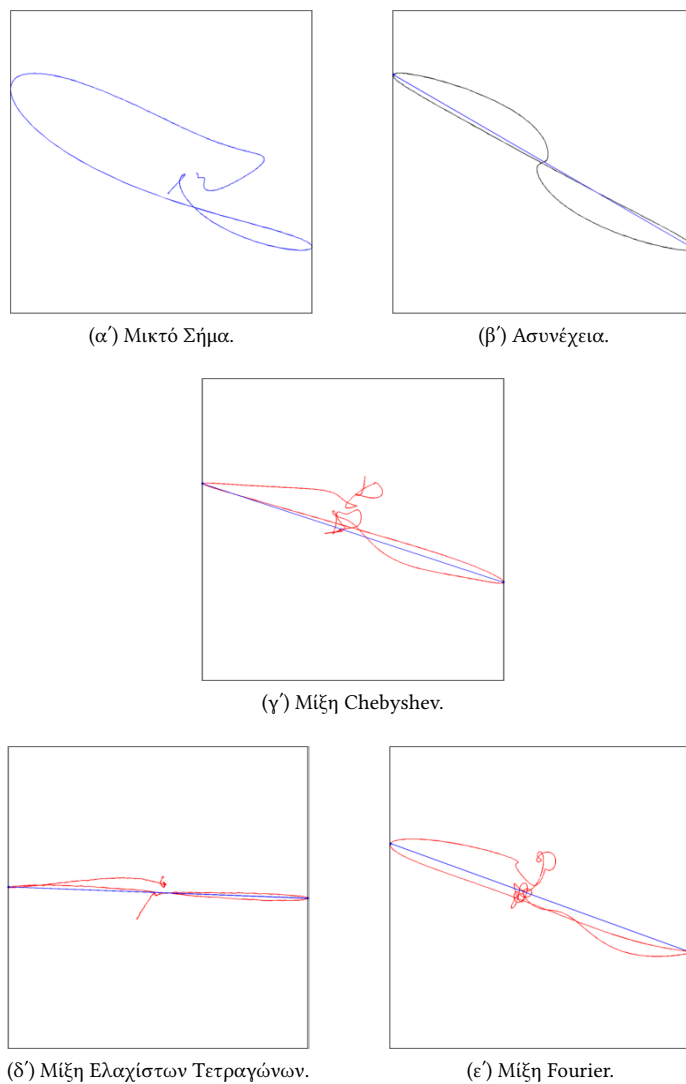 (α′) Μικτό Σήμα.
(β′) Ασυνέχεια.
(γ′) Μίξη Chebyshev.
(δ′) Μίξη Ελαχίστων Τετραγώνων.
(ε′) Μίξη Fourier.